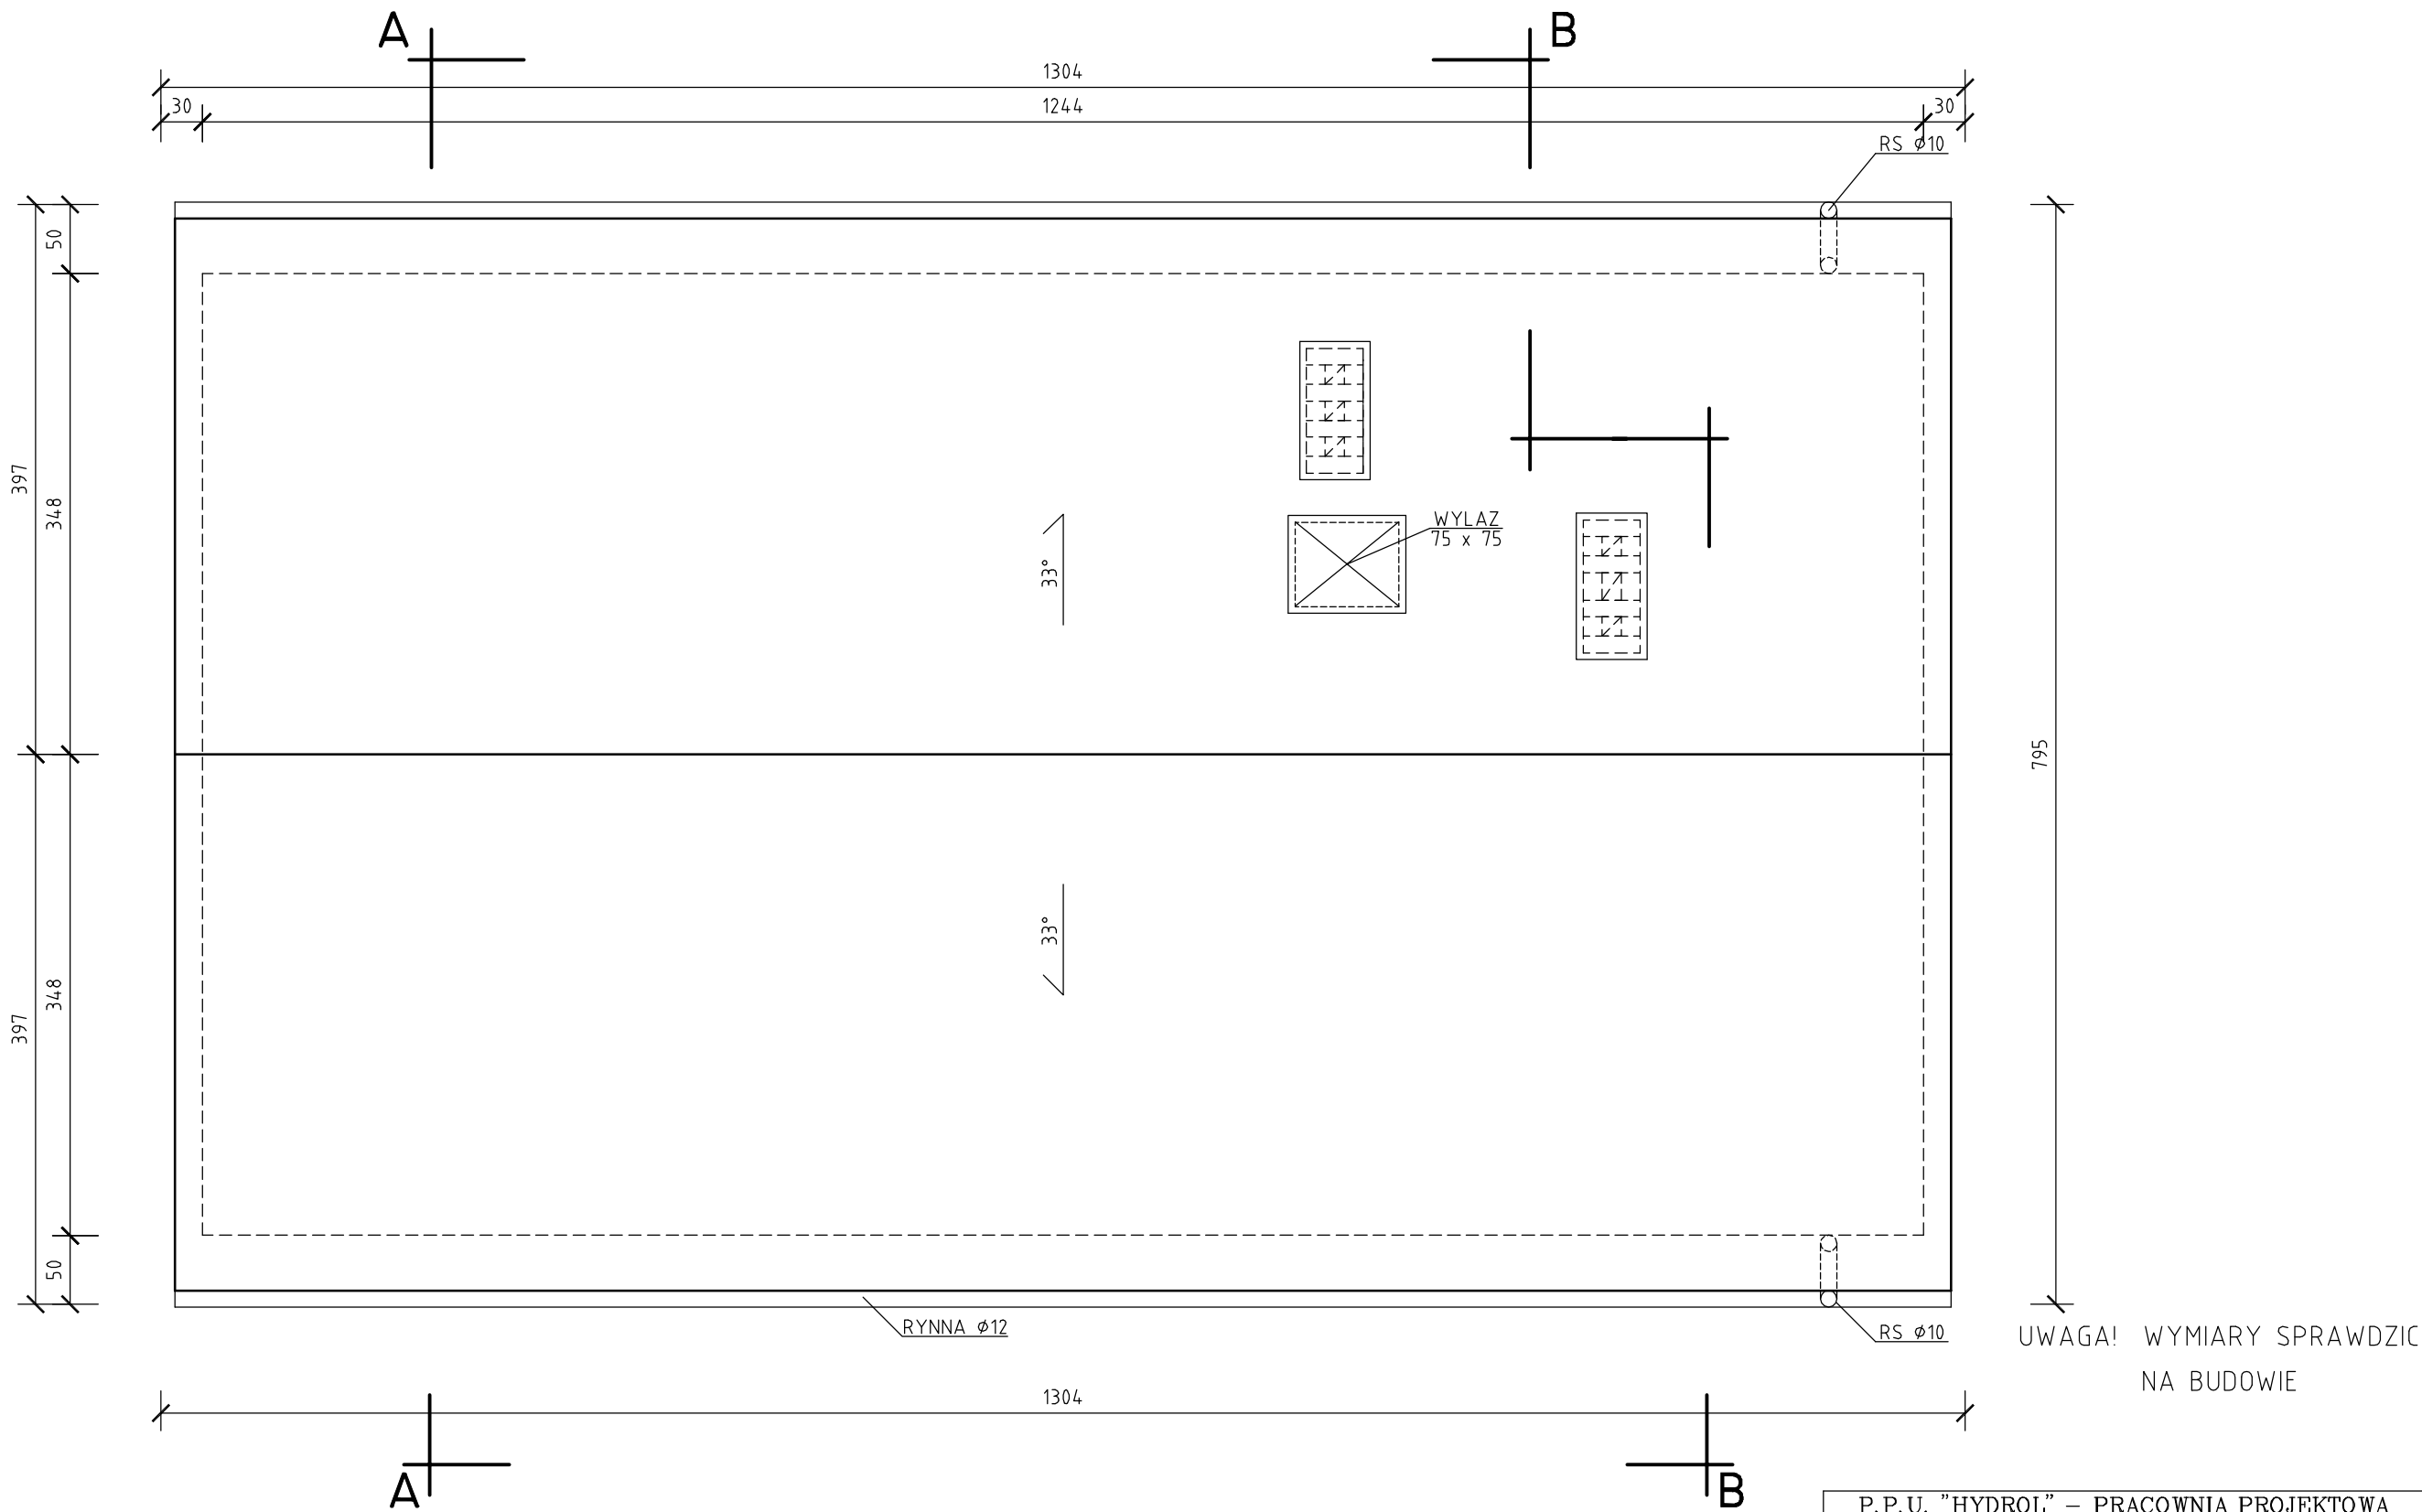 A
B
1304
30
1244
30
RS ø10
50
397
348
33°
WYLAZ
75 x 75
795
33°
348
397
50
RYNNA ø12
RS ø10
UWAGA! WYMIARY SPRAWDZIC
NA BUDOWIE
1304
A
B
P.P.U. "HYDROL" – PRACOWNIA PROJEKTOWA